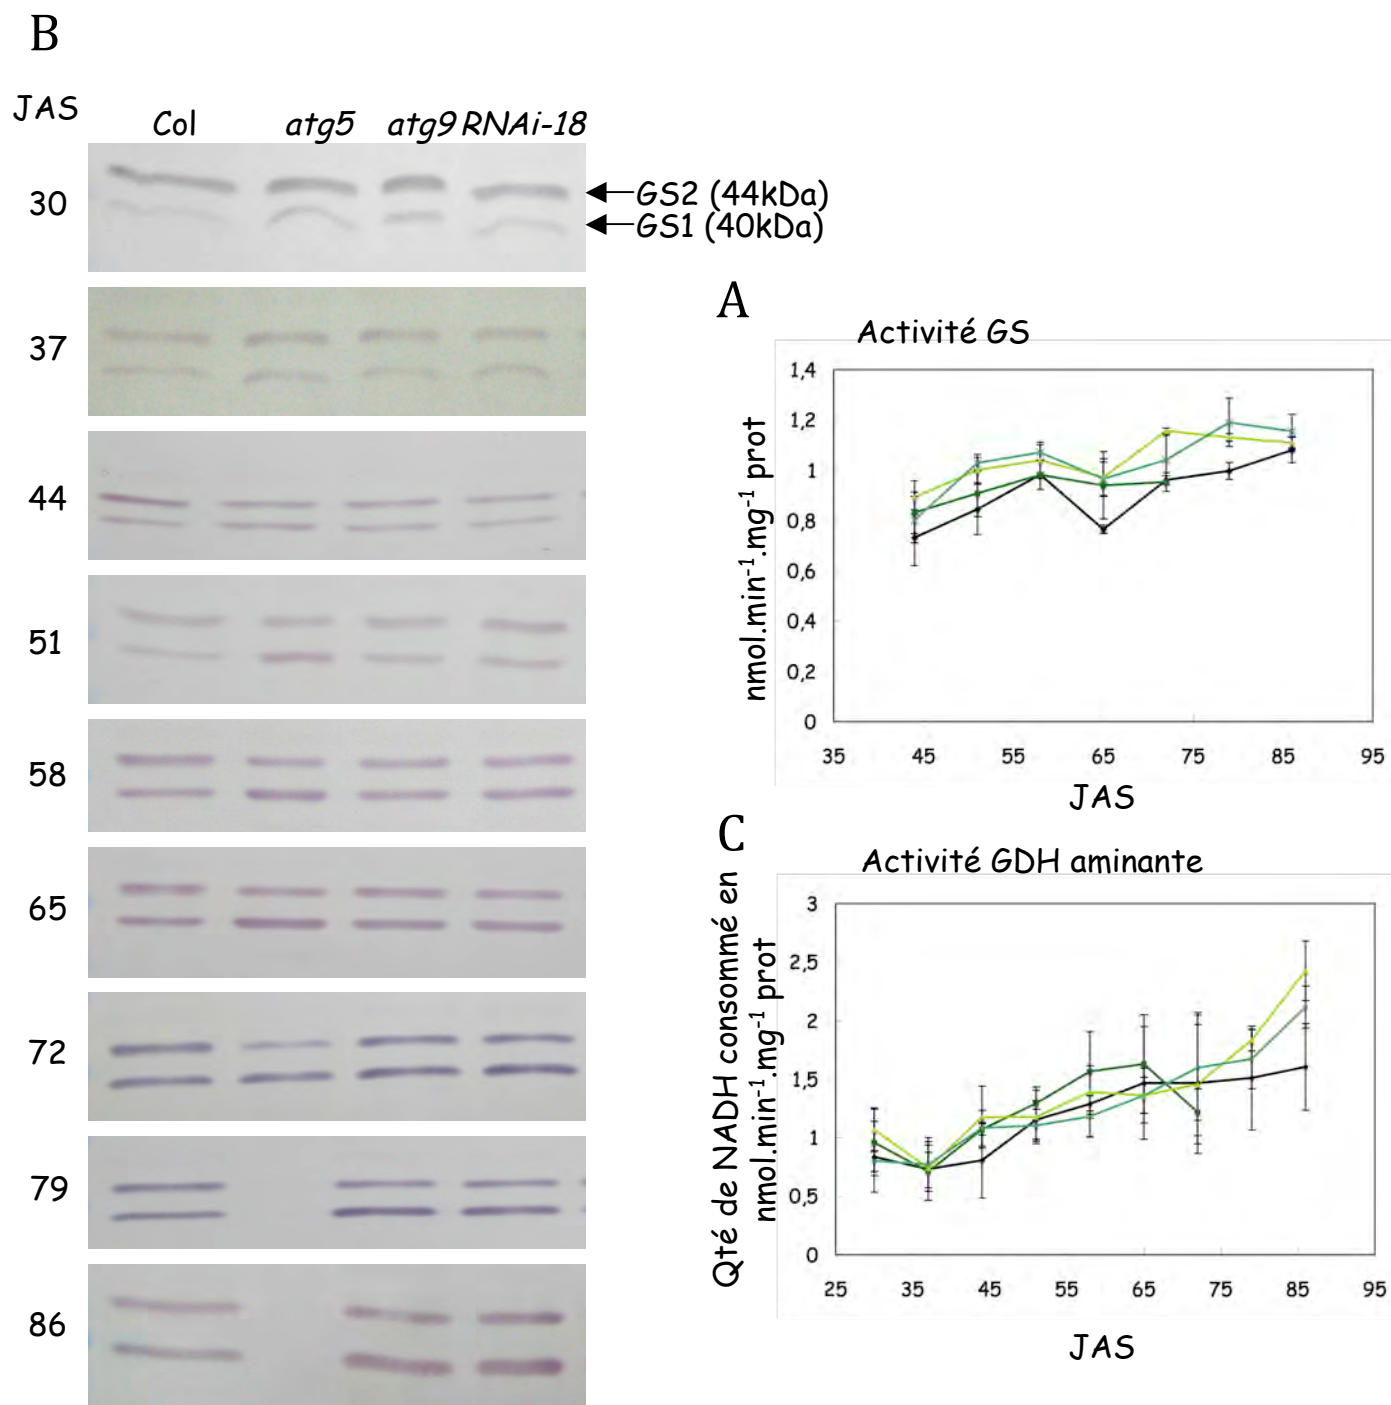 B
JAS
Col atg5 atg9 RNAi-18
30
GS2 (44kDa)
GS1 (40kDa)
37
44
51
58
65
72
79
86
A
Activité GS
nmol.min⁻¹.mg⁻¹ prot
1,4
1,2
1
0,8
0,6
0,4
0,2
0
35 45 55 65 75 85 95
JAS
C
Activité GDH aminante
Qté de NADH consommé en
nmol.min⁻¹.mg⁻¹ prot
3
2,5
2
1,5
1
0,5
0
25 35 45 55 65 75 85 95
JAS